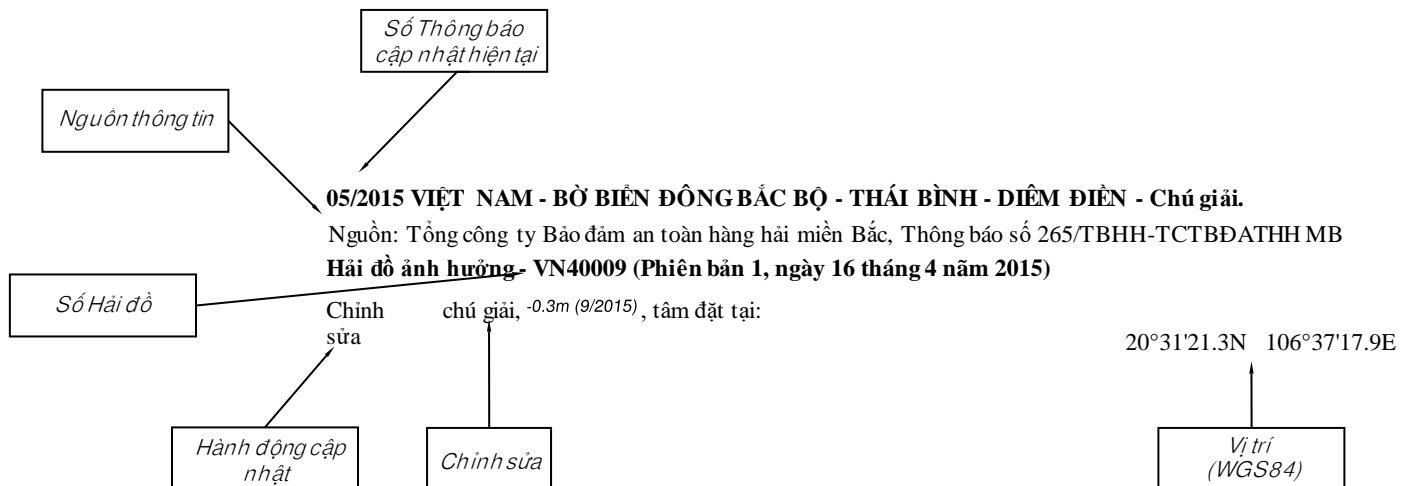 Số Thông báo
cập nhật hiện tại
Nguồn thông tin
05/2015 VIỆT NAM - BỜ BIỂN ĐÔNG BẮC BỘ - THÁI BÌNH - DIÊM ĐIỀN - Chú giải.
Nguồn: Tổng công ty Bảo đảm an toàn hàng hải miền Bắc, Thông báo số 265/TBHH-TCTBĐATHH MB
Hải đồ ảnh hưởng - VN40009 (Phiên bản 1, ngày 16 tháng 4 năm 2015)
Số Hải đồ
Chỉnh sửa chú giải, -0.3m (9/2015) , tâm đặt tại:
20°31'21.3N 106°37'17.9E
Hành động cập
nhật
Chỉnh sửa
Vị trí
(WGS84)